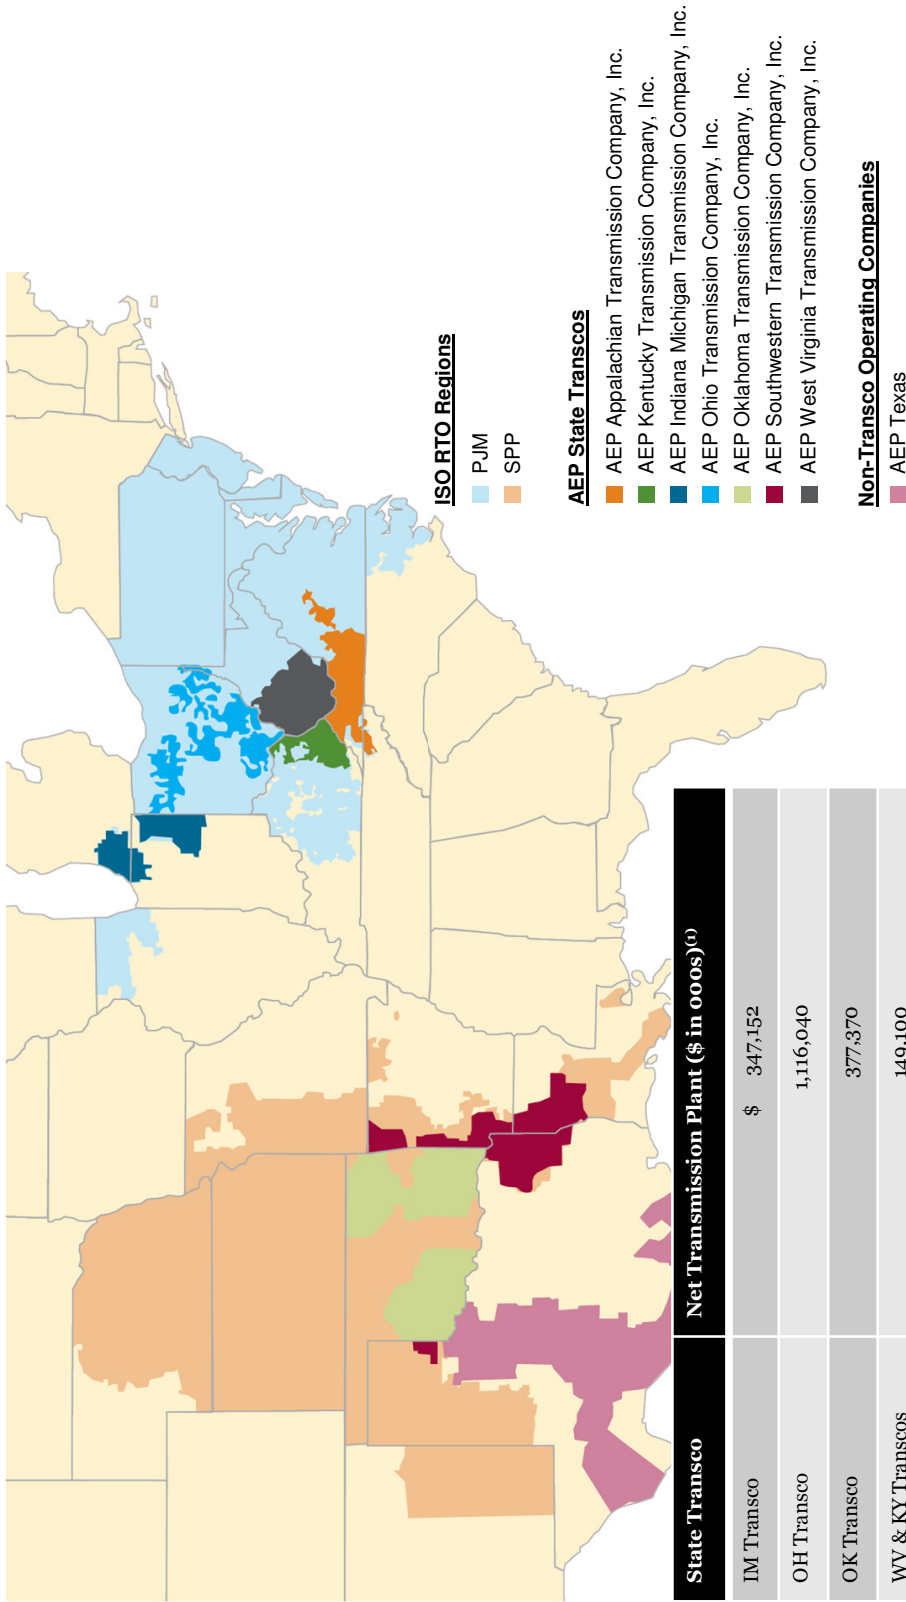 ISO RTO Regions
PJM
SPP
AEP State Transcos
AEP Appalachian Transmission Company, Inc.
AEP Kentucky Transmission Company, Inc.
AEP Indiana Michigan Transmission Company, Inc.
AEP Ohio Transmission Company, Inc.
AEP Oklahoma Transmission Company, Inc.
AEP Southwestern Transmission Company, Inc.
AEP West Virginia Transmission Company, Inc.
Non-Transco Operating Companies
AEP Texas
State Transco Net Transmission Plant ($ in 000s)(1)
IM Transco $ 347,152
OH Transco 1,116,040
OK Transco 377,370
WV & KY Transcos 149,100